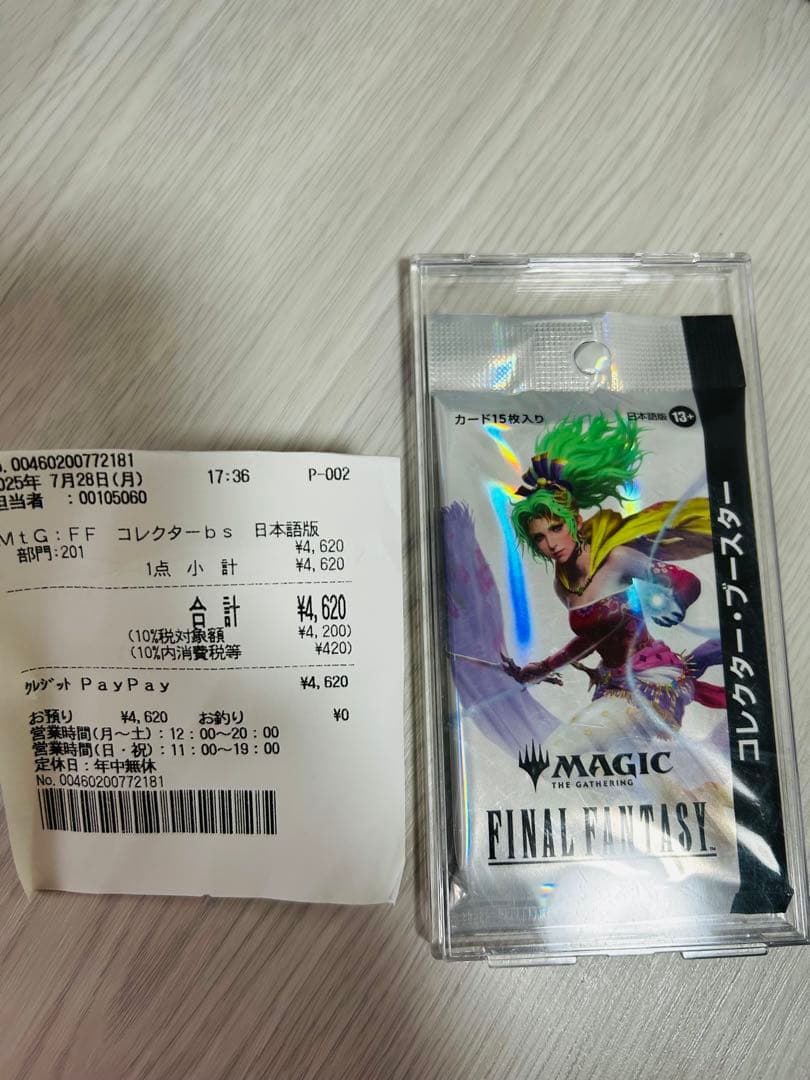 .00460200772181
025年 7月28日(月) 17:36 P-002
担当者 :00105060
MtG:FF コレクターbs 日本語版
部門:201 ¥4,620
1点 小 計 ¥4,620
合 計 ¥4,620
(10%税対象額 ¥4,200)
(10%内消費税等 ¥420)
クレジット PayPay ¥4,620
お預り ¥4,620 お釣り ¥0
営業時間(月〜土):12:00〜20:00
営業時間(日・祝):11:00〜19:00
定休日:年中無休
No.00460200772181
カード15枚入り 日本語版 13+
コレクター・ブースター
MAGIC
THE GATHERING
FINAL FANTASY